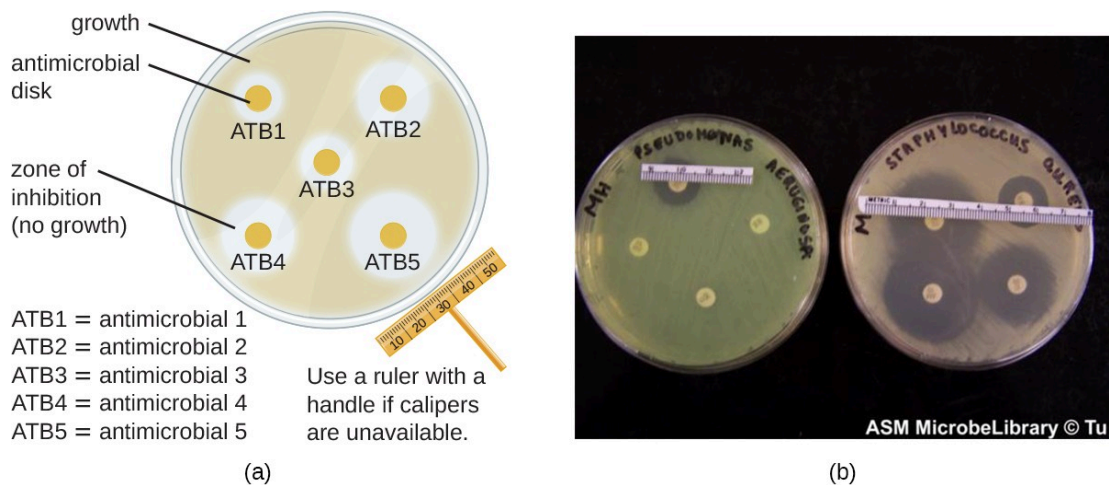 growth
antimicrobial
disk
zone of
inhibition
(no growth)
ATB1
ATB2
ATB3
ATB4
ATB5
10 20 30 40 50
ATB1 = antimicrobial 1
ATB2 = antimicrobial 2
ATB3 = antimicrobial 3
ATB4 = antimicrobial 4
ATB5 = antimicrobial 5
Use a ruler with a
handle if calipers
are unavailable.
(a)
PSEUDOMONAS
AERUGINOSA
MH
STAPHYLOCOCCUS
AUREUS
M
METRIC
ASM MicrobeLibrary © Tu
(b)